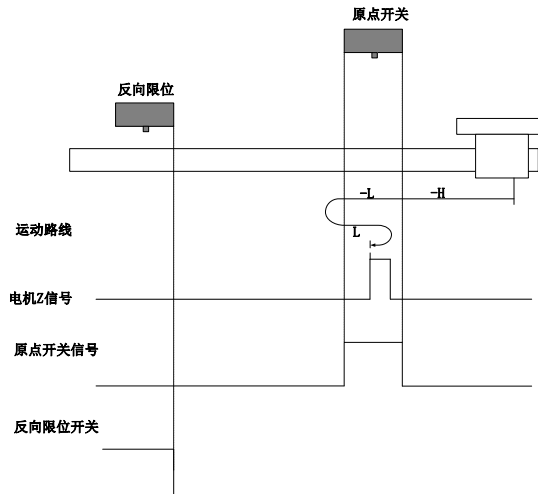 原点开关
反向限位
-L
-H
运动路线
L
电机Z信号
原点开关信号
反向限位开关